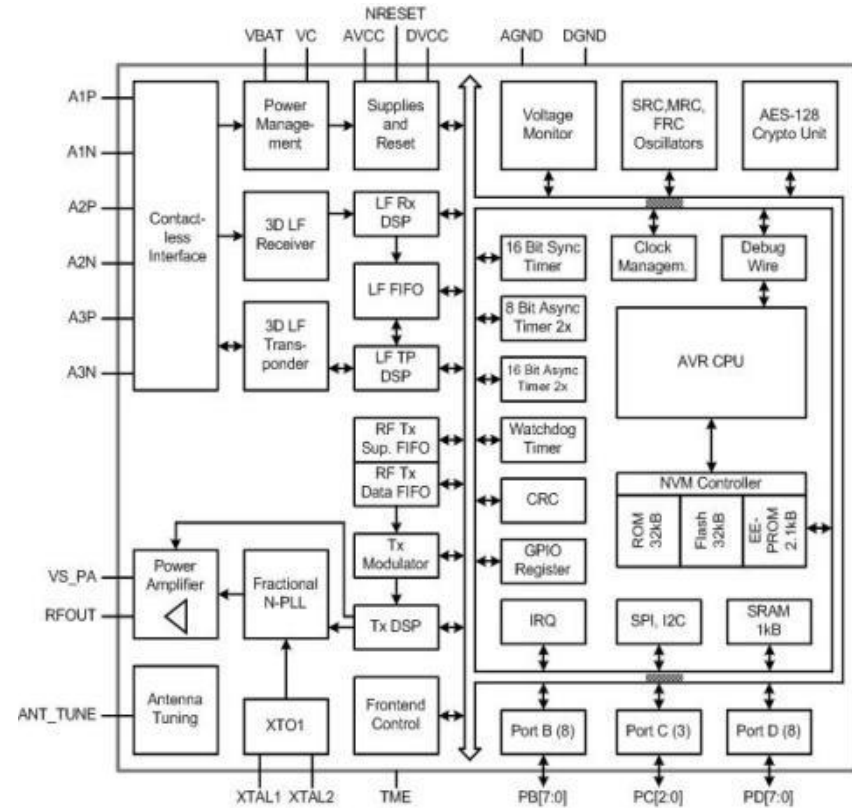 NRESET
VBAT VC AVCC DVCC AGND DGND
A1P
A1N
A2P
A2N
A3P
A3N
VS_PA
RFOUT
ANT_TUNE
Contact-
less
Interface
Power
Manage-
ment
Supplies
and
Reset
Voltage
Monitor
SRC,MRC,
FRC
Oscillators
AES-128
Crypto Unit
3D LF
Receiver
LF Rx
DSP
LF FIFO
3D LF
Trans-
ponder
LF TP
DSP
16 Bit Sync
Timer
Clock
Managem.
Debug
Wire
8 Bit Async
Timer 2x
16 Bit Async
Timer 2x
AVR CPU
RF Tx
Sup. FIFO
RF Tx
Data FIFO
Watchdog
Timer
CRC
NVM Controller
ROM
32kB
Flash
32kB
EE-
PROM
2.1kB
Tx
Modulator
GPIO
Register
Power
Amplifier
Fractional
N-PLL
Tx DSP
IRQ
SPI, I2C
SRAM
1kB
Antenna
Tuning
XTO1
Frontend
Control
Port B (8)
Port C (3)
Port D (8)
XTAL1 XTAL2 TME PB[7:0] PC[2:0] PD[7:0]